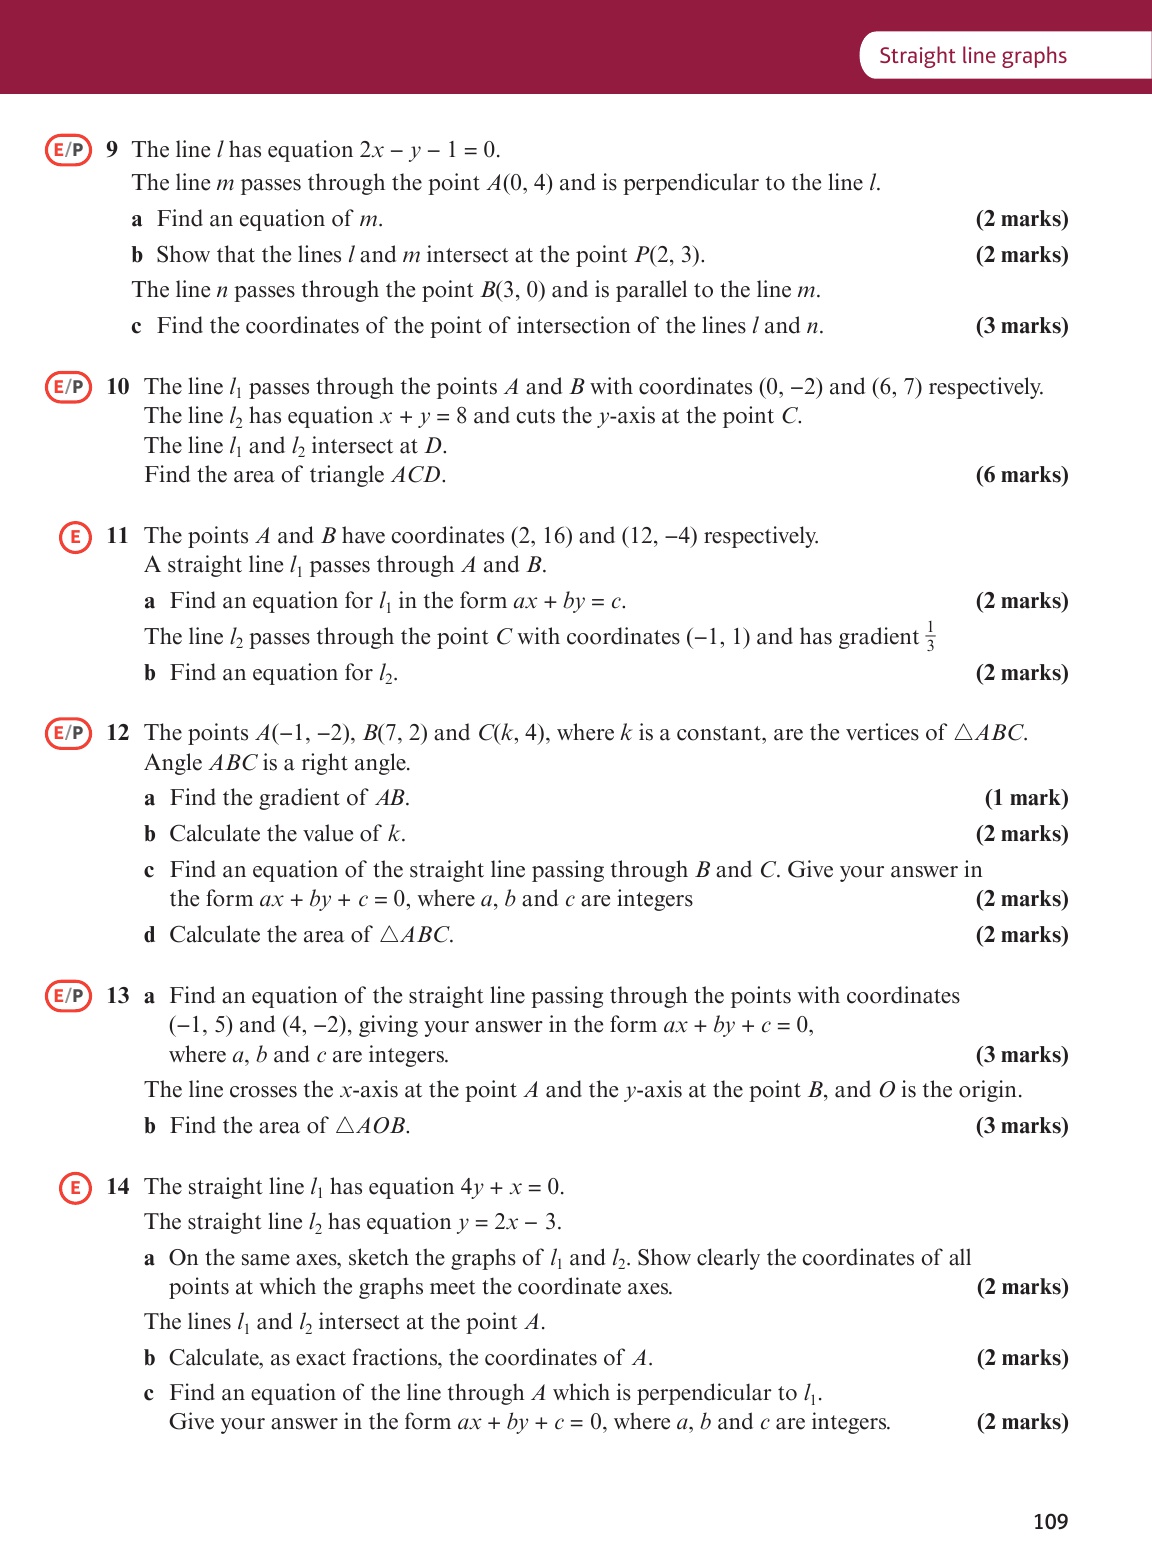 Straight line graphs
E/P 9 The line l has equation 2x − y − 1 = 0.
The line m passes through the point A(0, 4) and is perpendicular to the line l.
a Find an equation of m. (2 marks)
b Show that the lines l and m intersect at the point P(2, 3). (2 marks)
The line n passes through the point B(3, 0) and is parallel to the line m.
c Find the coordinates of the point of intersection of the lines l and n. (3 marks)
E/P 10 The line l₁ passes through the points A and B with coordinates (0, −2) and (6, 7) respectively.
The line l₂ has equation x + y = 8 and cuts the y-axis at the point C.
The line l₁ and l₂ intersect at D.
Find the area of triangle ACD. (6 marks)
E 11 The points A and B have coordinates (2, 16) and (12, −4) respectively.
A straight line l₁ passes through A and B.
a Find an equation for l₁ in the form ax + by = c. (2 marks)
The line l₂ passes through the point C with coordinates (−1, 1) and has gradient 1/3
b Find an equation for l₂. (2 marks)
E/P 12 The points A(−1, −2), B(7, 2) and C(k, 4), where k is a constant, are the vertices of △ABC.
Angle ABC is a right angle.
a Find the gradient of AB. (1 mark)
b Calculate the value of k. (2 marks)
c Find an equation of the straight line passing through B and C. Give your answer in
the form ax + by + c = 0, where a, b and c are integers (2 marks)
d Calculate the area of △ABC. (2 marks)
E/P 13 a Find an equation of the straight line passing through the points with coordinates
(−1, 5) and (4, −2), giving your answer in the form ax + by + c = 0,
where a, b and c are integers. (3 marks)
The line crosses the x-axis at the point A and the y-axis at the point B, and O is the origin.
b Find the area of △AOB. (3 marks)
E 14 The straight line l₁ has equation 4y + x = 0.
The straight line l₂ has equation y = 2x − 3.
a On the same axes, sketch the graphs of l₁ and l₂. Show clearly the coordinates of all
points at which the graphs meet the coordinate axes. (2 marks)
The lines l₁ and l₂ intersect at the point A.
b Calculate, as exact fractions, the coordinates of A. (2 marks)
c Find an equation of the line through A which is perpendicular to l₁.
Give your answer in the form ax + by + c = 0, where a, b and c are integers. (2 marks)
109